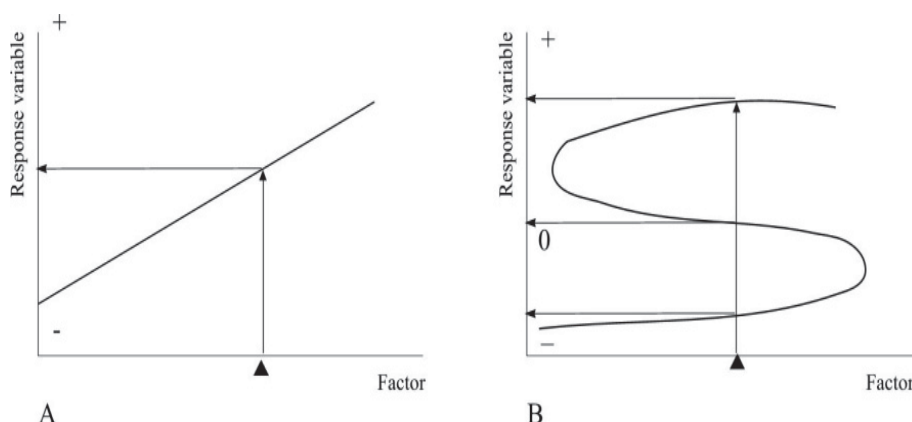 +
Response variable
-
Factor
A
+
Response variable
0
–
Factor
B